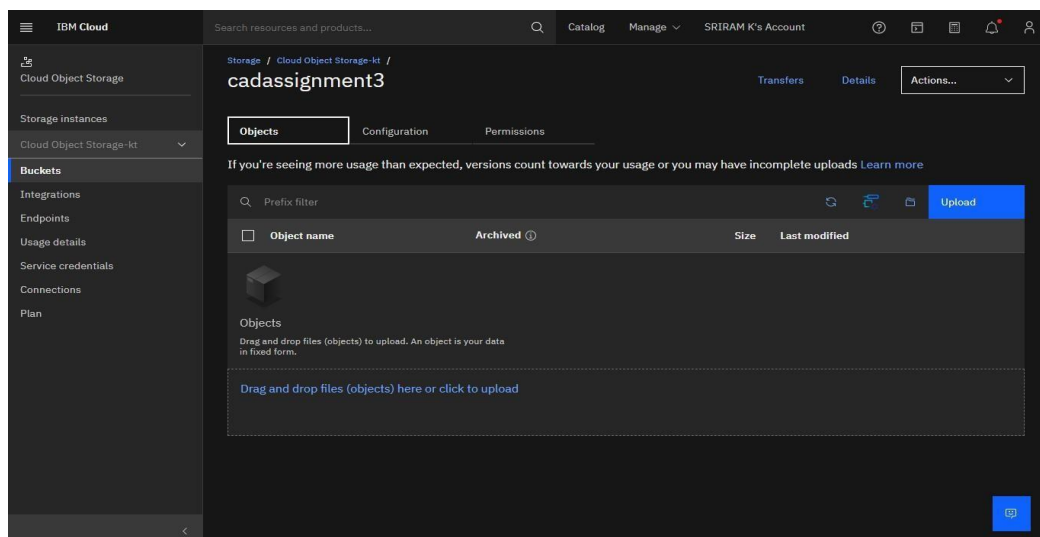 IBM Cloud
Search resources and products...
Catalog
Manage
SRIRAM K's Account
Cloud Object Storage
Storage instances
Cloud Object Storage-kt
Buckets
Integrations
Endpoints
Usage details
Service credentials
Connections
Plan
Storage / Cloud Object Storage-kt /
cadassignment3
Transfers
Details
Actions...
Objects
Configuration
Permissions
If you're seeing more usage than expected, versions count towards your usage or you may have incomplete uploads Learn more
Prefix filter
Upload
Object name
Archived
Size
Last modified
Objects
Drag and drop files (objects) to upload. An object is your data
in fixed form.
Drag and drop files (objects) here or click to upload